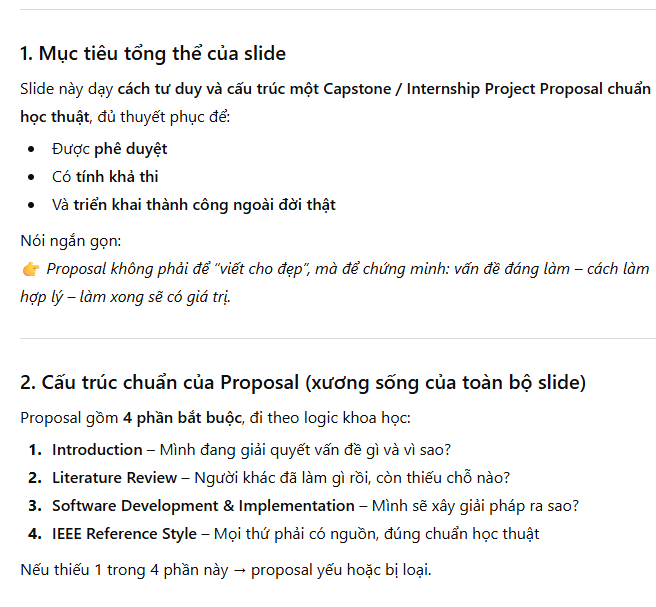 1. Mục tiêu tổng thể của slide
Slide này dạy cách tư duy và cấu trúc một Capstone / Internship Project Proposal chuẩn
học thuật, đủ thuyết phục để:
• Được phê duyệt
• Có tính khả thi
• Và triển khai thành công ngoài đời thật
Nói ngắn gọn:
👉 Proposal không phải để “viết cho đẹp”, mà để chứng minh: vấn đề đáng làm – cách làm
hợp lý – làm xong sẽ có giá trị.
2. Cấu trúc chuẩn của Proposal (xương sống của toàn bộ slide)
Proposal gồm 4 phần bắt buộc, đi theo logic khoa học:
1. Introduction – Mình đang giải quyết vấn đề gì và vì sao?
2. Literature Review – Người khác đã làm gì rồi, còn thiếu chỗ nào?
3. Software Development & Implementation – Mình sẽ xây giải pháp ra sao?
4. IEEE Reference Style – Mọi thứ phải có nguồn, đúng chuẩn học thuật
Nếu thiếu 1 trong 4 phần này → proposal yếu hoặc bị loại.